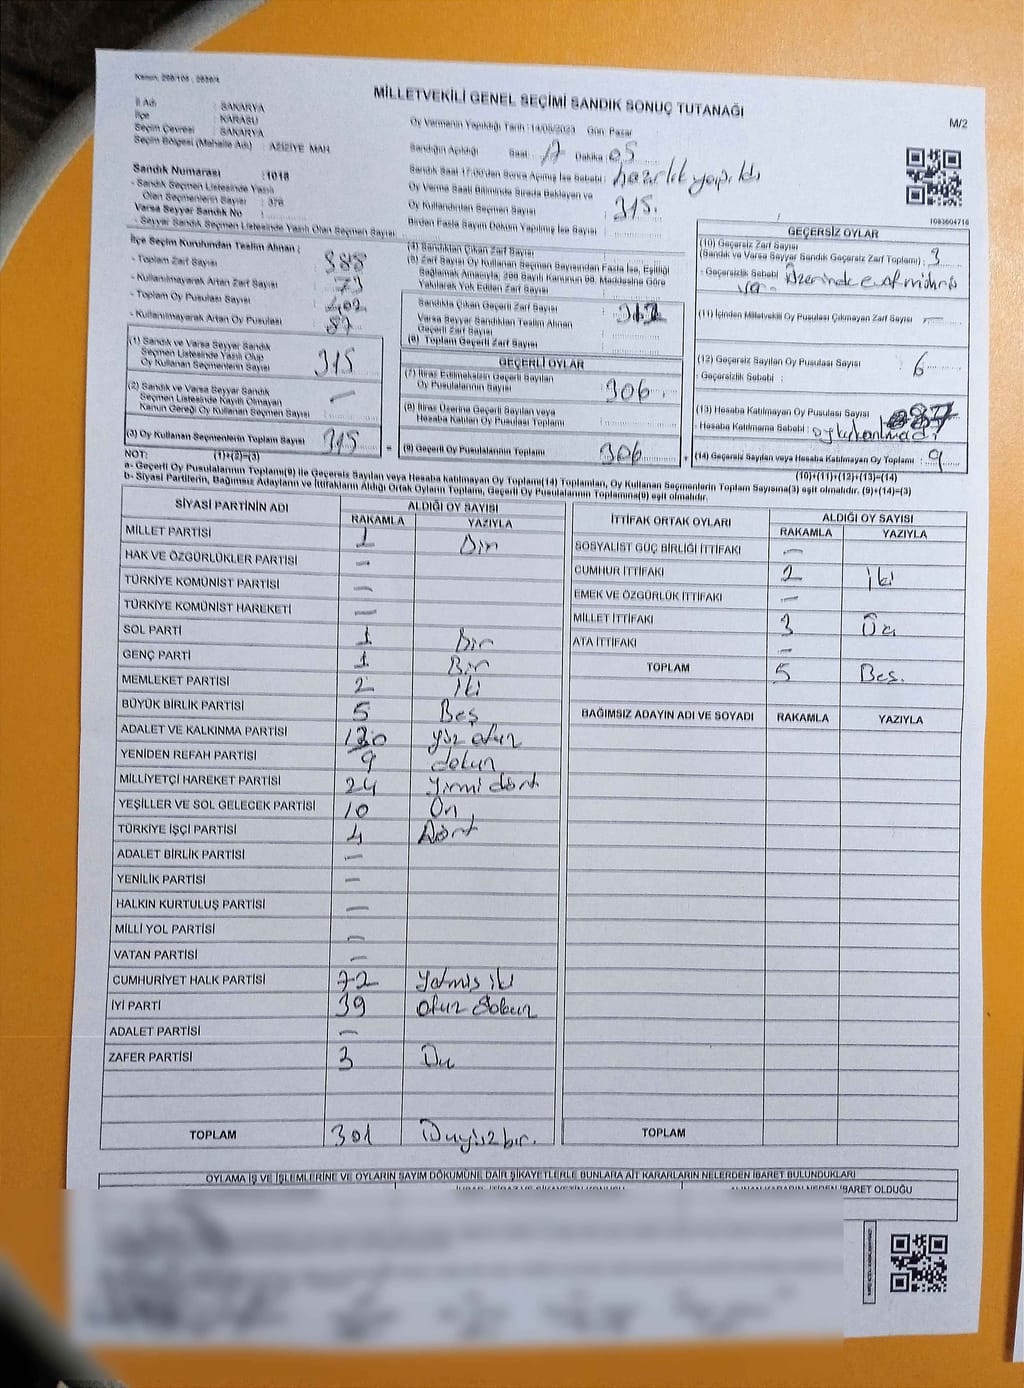 Kanun, 298/105 , 2839/4
MİLLETVEKİLİ GENEL SEÇİMİ SANDIK SONUÇ TUTANAĞI
M/2
İl Adı : SAKARYA
İlçe : KARASU
Seçim Çevresi : SAKARYA
Seçim Bölgesi (Mahalle Adı) : AZİZİYE MAH.
Sandık Numarası : 1018
- Sandık Seçmen Listesinde Yazılı
Olan Seçmenlerin Sayısı : 378
Varsa Seyyar Sandık No :
- Seyyar Sandık Seçmen Listesinde Yazılı Olan Seçmen Sayısı
Oy Vermenin Yapıldığı Tarih :14/05/2023 Gün Pazar
Sandığın Açıldığı Saat : 17 Dakika : 05
Sandık Saat 17:00'den Sonra Açılmış İse Sebebi : hazırlık yapıldı
Oy Verme Saati Bitiminde Sırada Bekleyen ve
Oy Kullandırılan Seçmen Sayısı : 315.
Birden Fazla Sayım Döküm Yapılmış İse Sayısı :
1083604716
İlçe Seçim Kurulundan Teslim Alınan :
- Toplam Zarf Sayısı : 388
- Kullanılmayarak Artan Zarf Sayısı : 73
- Toplam Oy Pusulası Sayısı : 402
- Kullanılmayarak Artan Oy Pusulası : 87
(1) Sandık ve Varsa Seyyar Sandık
Seçmen Listesinde Yazılı Olup
Oy Kullanan Seçmenlerin Sayısı : 315
(2) Sandık ve Varsa Seyyar Sandık
Seçmen Listesinde Kayıtlı Olmayan
Kanun Gereği Oy Kullanan Seçmen Sayısı : —
(3) Oy Kullanan Seçmenlerin Toplam Sayısı : 315 =
(4) Sandıktan Çıkan Zarf Sayısı :
(5) Zarf Sayısı Oy Kullanan Seçmen Sayısından Fazla İse, Eşitliği
Sağlamak Amacıyla, 298 Sayılı Kanunun 98. Maddesine Göre
Yakılarak Yok Edilen Zarf Sayısı :
Sandıkta Çıkan Geçerli Zarf Sayısı : 312
Varsa Seyyar Sandıktan Teslim Alınan
Geçerli Zarf Sayısı :
(6) Toplam Geçerli Zarf Sayısı :
GEÇERLİ OYLAR
(7) İtiraz Edilmeksizin Geçerli Sayılan
Oy Pusulalarının Sayısı : 306
(8) İtiraz Üzerine Geçerli Sayılan veya
Hesaba Katılan Oy Pusulası Toplamı :
(9) Geçerli Oy Pusulalarının Toplamı : 306 +
GEÇERSİZ OYLAR
(10) Geçersiz Zarf Sayısı
(Sandık ve Varsa Seyyar Sandık Geçersiz Zarf Toplamı) : 3
- Geçersizlik Sebebi : Üzerinde evet mührü
var
(11) İçinden Milletvekili Oy Pusulası Çıkmayan Zarf Sayısı : —
(12) Geçersiz Sayılan Oy Pusulası Sayısı : 6
- Geçersizlik Sebebi :
(13) Hesaba Katılmayan Oy Pusulası Sayısı : 87
- Hesaba Katılmama Sebebi : oy kullanılmadı
(14) Geçersiz Sayılan veya Hesaba Katılmayan Oy Toplamı : 9
NOT: (1)+(2)=(3)
(10)+(11)+(12)+(13)=(14)
a- Geçerli Oy Pusulalarının Toplamı(9) ile Geçersiz Sayılan veya Hesaba Katılmayan Oy Toplamı(14) Toplamları, Oy Kullanan Seçmenlerin Toplam Sayısına(3) eşit olmalıdır. (9)+(14)=(3)
b- Siyasi Partilerin, Bağımsız Adayların ve İttifakların Aldığı Ortak Oyların Toplamı, Geçerli Oy Pusulalarının Toplamına(9) eşit olmalıdır.
SİYASİ PARTİNİN ADI ALDIĞI OY SAYISI
RAKAMLA YAZIYLA
MİLLET PARTİSİ 1 Bir
HAK VE ÖZGÜRLÜKLER PARTİSİ —
TÜRKİYE KOMÜNİST PARTİSİ —
TÜRKİYE KOMÜNİST HAREKETİ —
SOL PARTİ 1 Bir
GENÇ PARTİ 1 Bir
MEMLEKET PARTİSİ 2 İki
BÜYÜK BİRLİK PARTİSİ 5 Beş
ADALET VE KALKINMA PARTİSİ 130 yüz otuz
YENİDEN REFAH PARTİSİ 9 dokuz
MİLLİYETÇİ HAREKET PARTİSİ 24 yirmi dört
YEŞİLLER VE SOL GELECEK PARTİSİ 10 On
TÜRKİYE İŞÇİ PARTİSİ 4 Dört
ADALET BİRLİK PARTİSİ —
YENİLİK PARTİSİ —
HALKIN KURTULUŞ PARTİSİ —
MİLLİ YOL PARTİSİ —
VATAN PARTİSİ —
CUMHURİYET HALK PARTİSİ 72 Yetmiş iki
İYİ PARTİ 39 otuz dokuz
ADALET PARTİSİ —
ZAFER PARTİSİ 3 Üç
TOPLAM 301 Üçyüz bir.
İTTİFAK ORTAK OYLARI ALDIĞI OY SAYISI
RAKAMLA YAZIYLA
SOSYALİST GÜÇ BİRLİĞİ İTTİFAKI —
CUMHUR İTTİFAKI 2 İki
EMEK VE ÖZGÜRLÜK İTTİFAKI —
MİLLET İTTİFAKI 3 Üç
ATA İTTİFAKI —
TOPLAM 5 Beş.
BAĞIMSIZ ADAYIN ADI VE SOYADI RAKAMLA YAZIYLA
TOPLAM
OYLAMA İŞ VE İŞLEMLERİNE VE OYLARIN SAYIM DÖKÜMÜNE DAİR ŞİKAYETLERLE BUNLARA AİT KARARLARIN NELERDEN İBARET BULUNDUKLARI
İBARET OLDUĞU